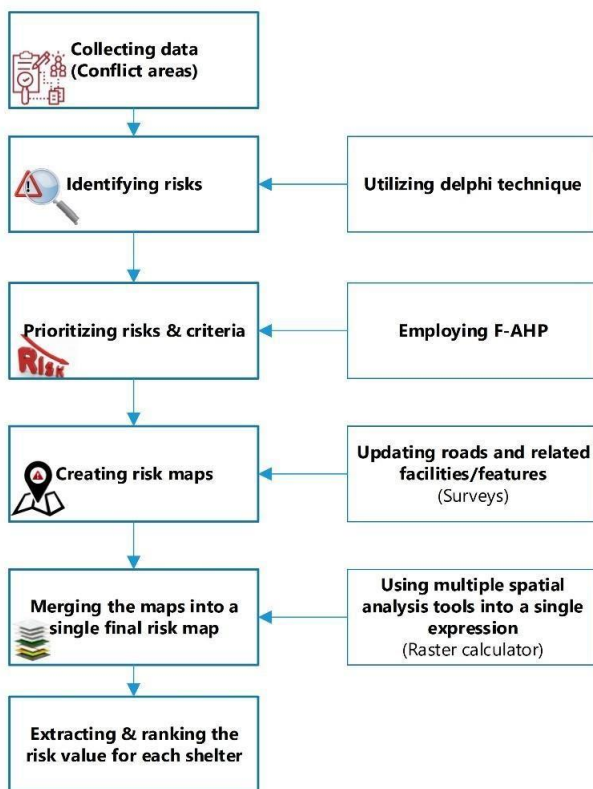 Collecting data
(Conflict areas)
Identifying risks
Utilizing delphi technique
Prioritizing risks & criteria
RISK
Employing F-AHP
Creating risk maps
Updating roads and related
facilities/features
(Surveys)
Merging the maps into a
single final risk map
Using multiple spatial
analysis tools into a single
expression
(Raster calculator)
Extracting & ranking the
risk value for each shelter